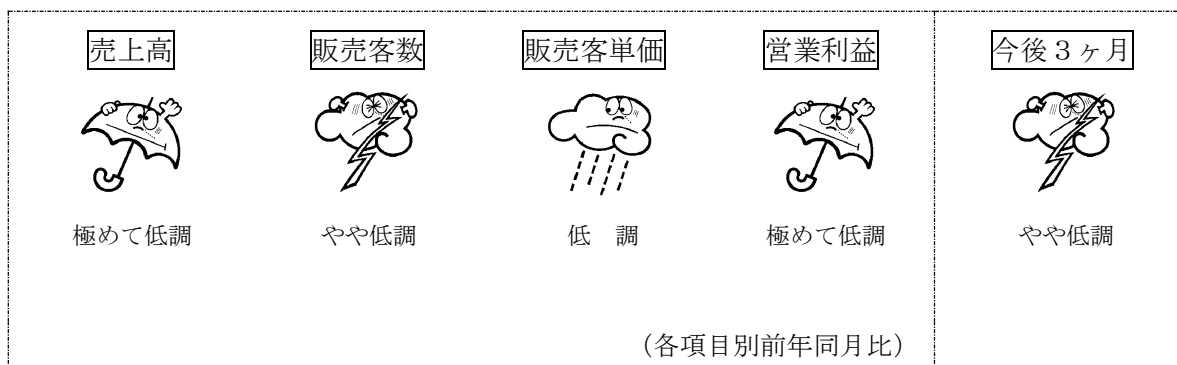 売上高 販売客数 販売客単価 営業利益 今後３ヶ月
極めて低調 やや低調 低　調 極めて低調 やや低調
（各項目別前年同月比）